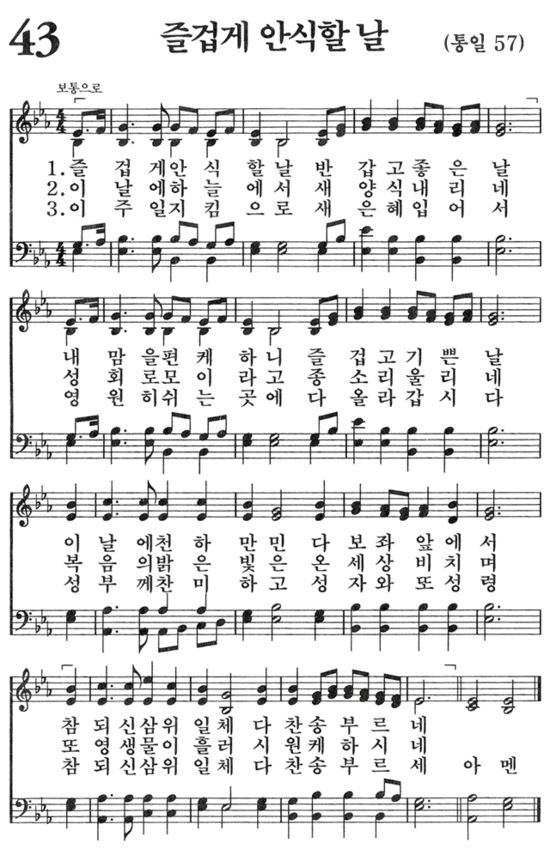 43 즐겁게 안식할 날 (통일 57)
보통으로
1.즐 겁 게안 식 할날 반 갑고좋 은 날
2.이 날 에하 늘 에서 새 양식내 리 네
3.이 주 일지 킴 으로 새 은혜입 어 서
내 맘 을편 케 하니 즐 겁고기 쁜 날
성 회 로모 이 라고 종 소리울 리 네
영 원 히쉬 는 곳에 다 올라갑 시 다
이 날 에천 하 만민 다 보좌 앞에 서
복 음 의밝 은 빛은 온 세상 비치 며
성 부 께찬 미 하고 성 자와 또성 령
참 되신삼위 일체 다 찬송 부르 네
또 영생물이 흘러 시 원케 하시 네
참 되신삼위 일체 다 찬송 부르 세 아 멘